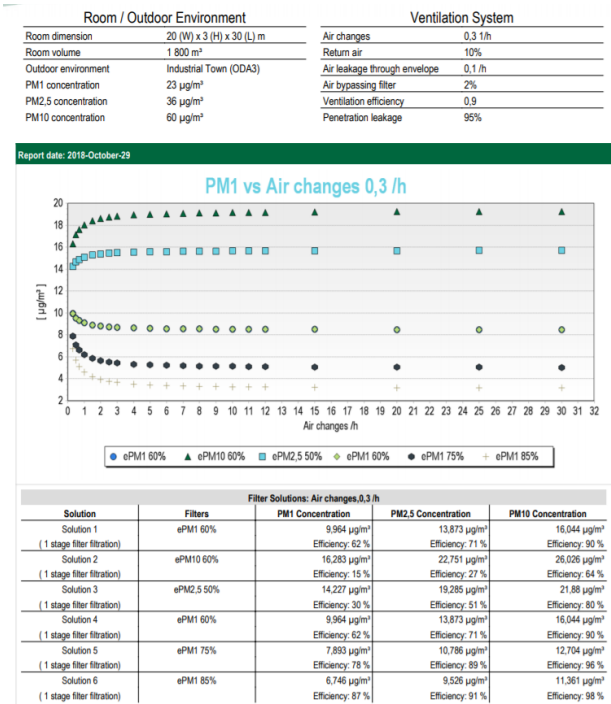 Room / Outdoor Environment
Room dimension 20 (W) x 3 (H) x 30 (L) m
Room volume 1 800 m³
Outdoor environment Industrial Town (ODA3)
PM1 concentration 23 µg/m³
PM2,5 concentration 36 µg/m³
PM10 concentration 60 µg/m³
Ventilation System
Air changes 0,3 1/h
Return air 10%
Air leakage through envelope 0,1 /h
Air bypassing filter 2%
Ventilation efficiency 0,9
Penetration leakage 95%
Report date: 2018-October-29
PM1 vs Air changes 0,3 /h
[ µg/m³ ]
20
18
16
14
12
10
8
6
4
2
0 1 2 3 4 5 6 7 8 9 10 11 12 13 14 15 16 17 18 19 20 21 22 23 24 25 26 27 28 29 30 31 32
Air changes /h
ePM1 60% ePM10 60% ePM2,5 50% ePM1 60% ePM1 75% ePM1 85%
Filter Solutions: Air changes,0,3 /h
Solution Filters PM1 Concentration PM2,5 Concentration PM10 Concentration
Solution 1 ePM1 60% 9,964 µg/m³ 13,873 µg/m³ 16,044 µg/m³
( 1 stage filter filtration) Efficiency: 62 % Efficiency: 71 % Efficiency: 90 %
Solution 2 ePM10 60% 16,283 µg/m³ 22,751 µg/m³ 26,026 µg/m³
( 1 stage filter filtration) Efficiency: 15 % Efficiency: 27 % Efficiency: 64 %
Solution 3 ePM2,5 50% 14,227 µg/m³ 19,285 µg/m³ 21,88 µg/m³
( 1 stage filter filtration) Efficiency: 30 % Efficiency: 51 % Efficiency: 80 %
Solution 4 ePM1 60% 9,964 µg/m³ 13,873 µg/m³ 16,044 µg/m³
( 1 stage filter filtration) Efficiency: 62 % Efficiency: 71 % Efficiency: 90 %
Solution 5 ePM1 75% 7,893 µg/m³ 10,786 µg/m³ 12,704 µg/m³
( 1 stage filter filtration) Efficiency: 78 % Efficiency: 89 % Efficiency: 96 %
Solution 6 ePM1 85% 6,746 µg/m³ 9,526 µg/m³ 11,361 µg/m³
( 1 stage filter filtration) Efficiency: 87 % Efficiency: 91 % Efficiency: 98 %